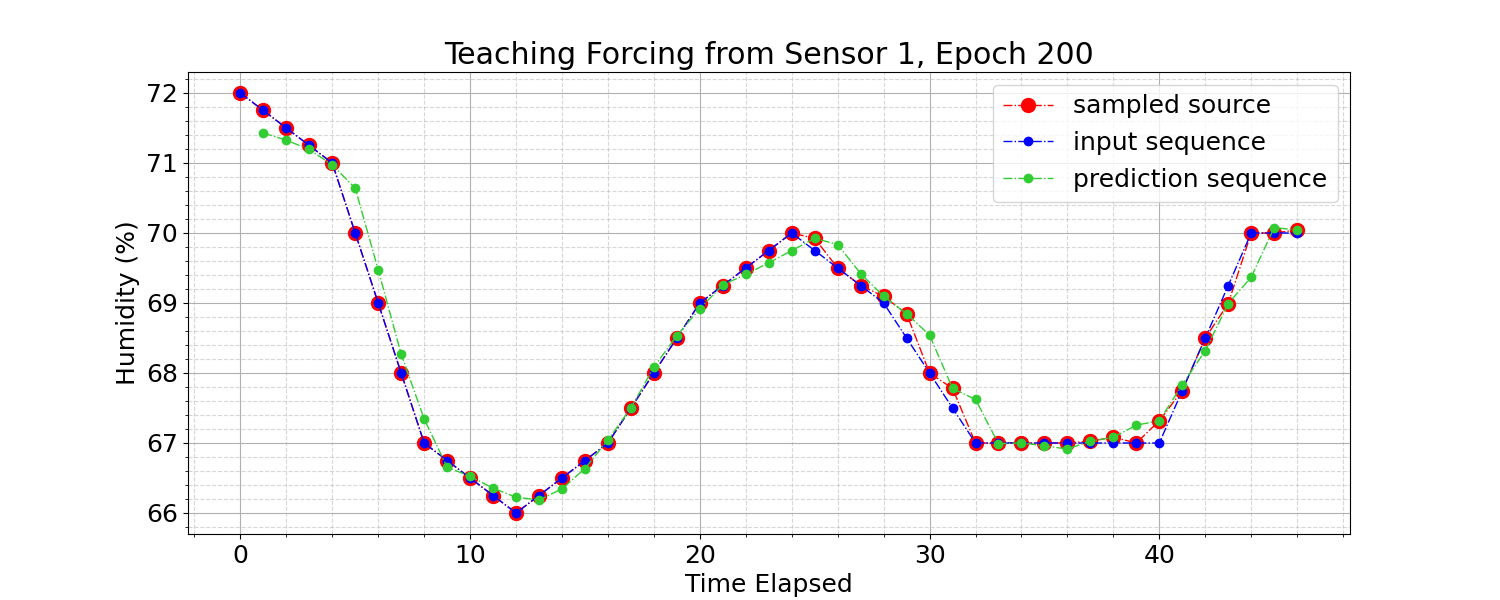 Teaching Forcing from Sensor 1, Epoch 200
72
71
70
69
68
67
66
Humidity (%)
sampled source
input sequence
prediction sequence
0 10 20 30 40
Time Elapsed